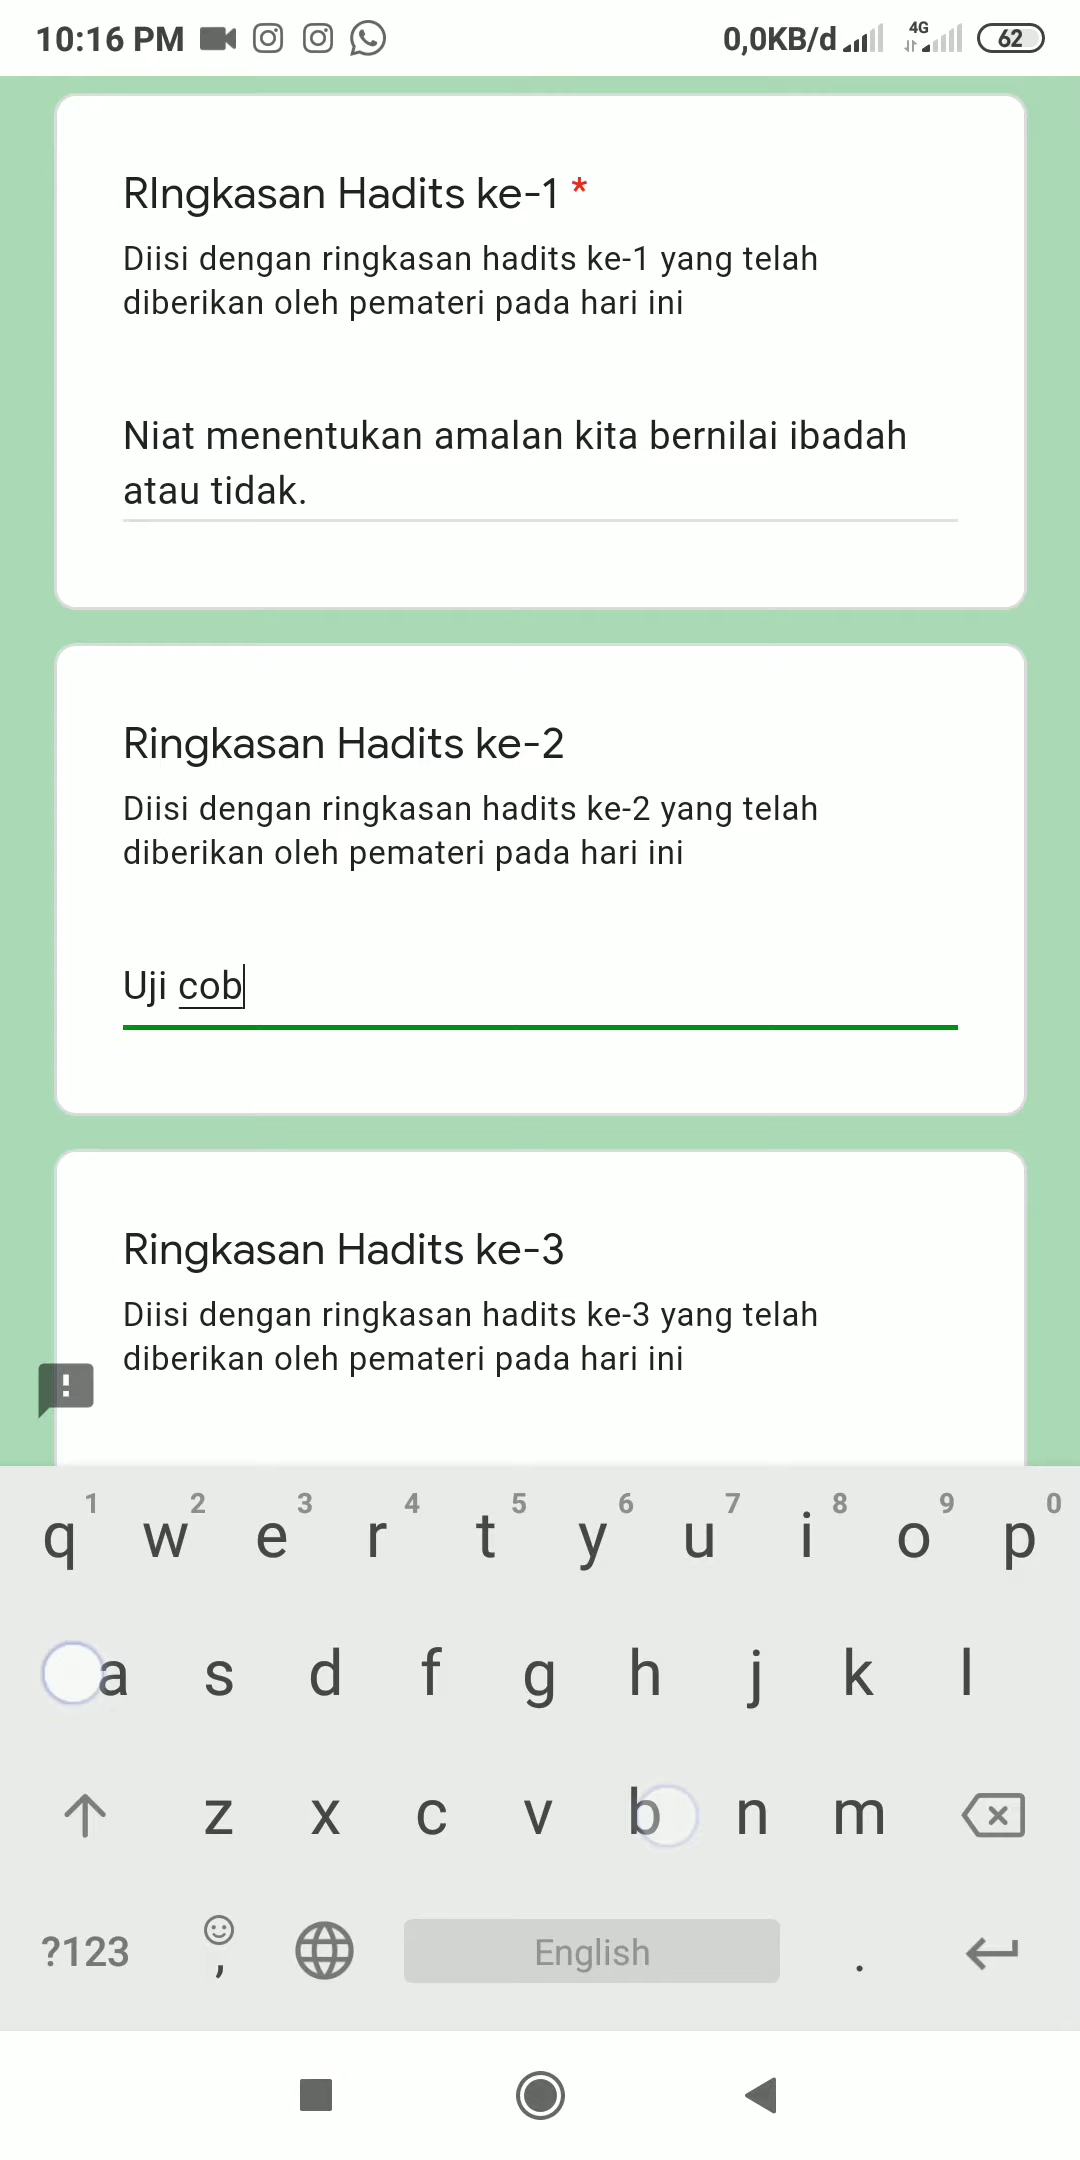 10:16 PM 0,0KB/d 4G 62
RIngkasan Hadits ke-1 *
Diisi dengan ringkasan hadits ke-1 yang telah
diberikan oleh pemateri pada hari ini
Niat menentukan amalan kita bernilai ibadah
atau tidak.
Ringkasan Hadits ke-2
Diisi dengan ringkasan hadits ke-2 yang telah
diberikan oleh pemateri pada hari ini
Uji cob
Ringkasan Hadits ke-3
Diisi dengan ringkasan hadits ke-3 yang telah
diberikan oleh pemateri pada hari ini
1 2 3 4 5 6 7 8 9 0
q w e r t y u i o p
a s d f g h j k l
z x c v b n m
?123 , English .